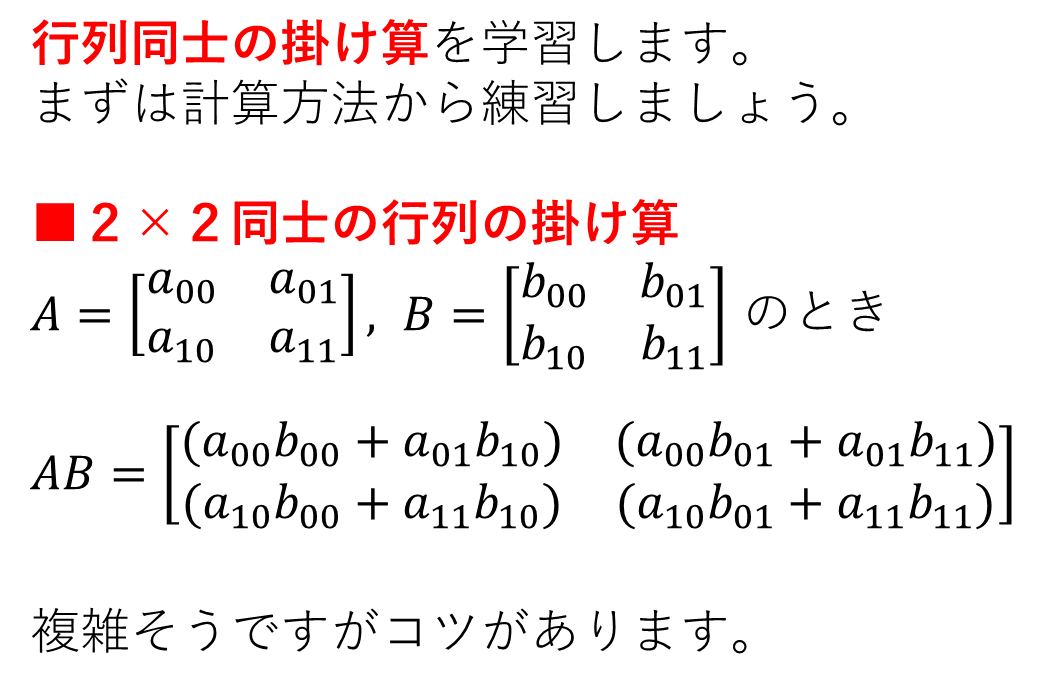 行列同士の掛け算を学習します。
まずは計算方法から練習しましょう。
■２×２同士の行列の掛け算
A = [a₀₀ a₀₁
a₁₀ a₁₁], B = [b₀₀ b₀₁
b₁₀ b₁₁] のとき
AB = [(a₀₀b₀₀ + a₀₁b₁₀) (a₀₀b₀₁ + a₀₁b₁₁)
(a₁₀b₀₀ + a₁₁b₁₀) (a₁₀b₀₁ + a₁₁b₁₁)]
複雑そうですがコツがあります。